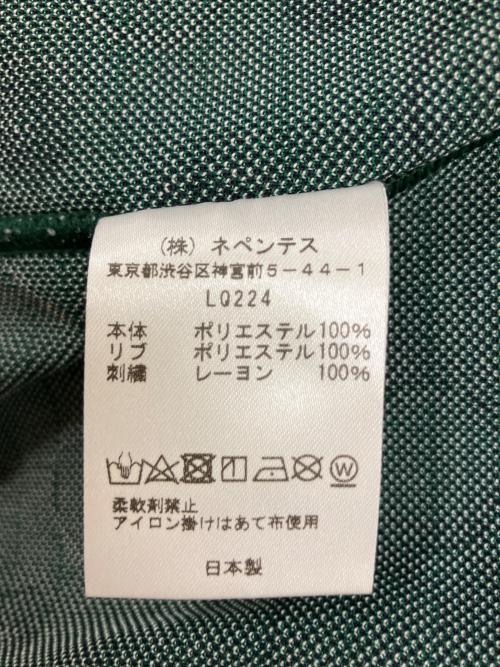 (株) ネペンテス
東京都渋谷区神宮前5-44-1
LQ224
本体 ポリエステル100%
リブ ポリエステル100%
刺繍 レーヨン 100%
W
柔軟剤禁止
アイロン掛けはあて布使用
日本製